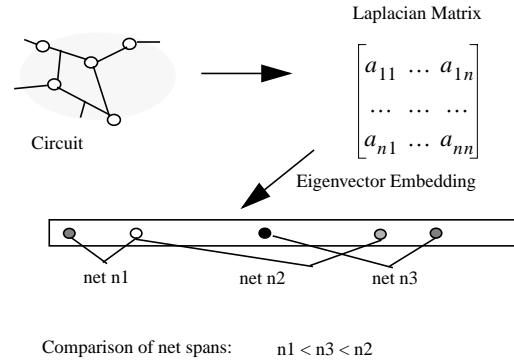 Laplacian Matrix
a11 ... a1n
... ... ...
an1 ... ann
Circuit
Eigenvector Embedding
net n1
net n2
net n3
Comparison of net spans: n1 < n3 < n2